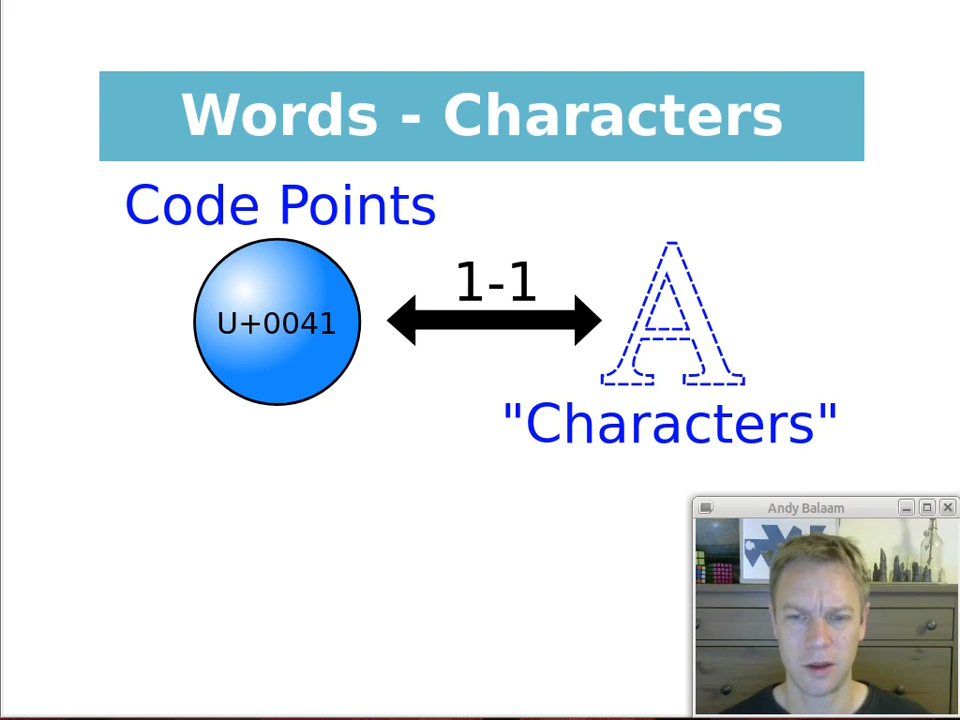 Words - Characters
Code Points
1-1
U+0041
A
"Characters"
Andy Balaam